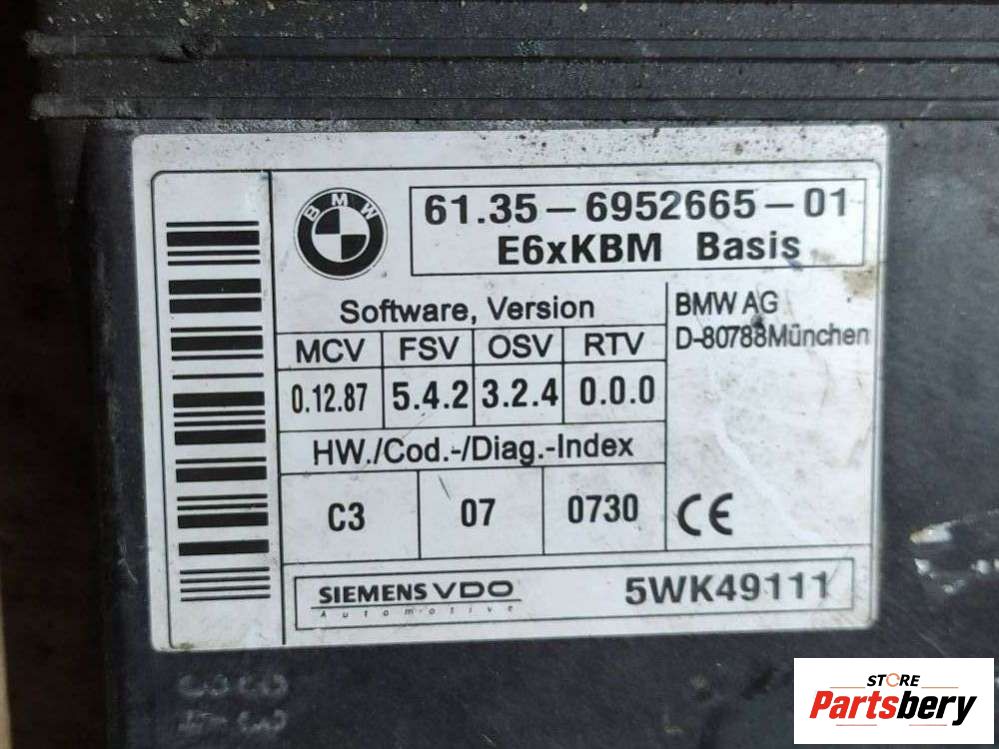 BMW
61.35-6952665-01
E6xKBM Basis
Software, Version
BMW AG
D-80788München
MCV FSV OSV RTV
0.12.87 5.4.2 3.2.4 0.0.0
HW./Cod.-/Diag.-Index
C3 07 0730 CE
SIEMENS VDO 5WK49111
Automotive
STORE
Partsbery